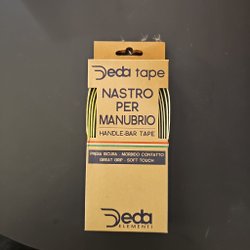 Deda tape
NASTRO
PER
MANUBRIO
HANDLE-BAR TAPE
PRESA SICURA - MORBIDO CONTATTO
GREAT GRIP - SOFT TOUCH
Deda
ELEMENTI